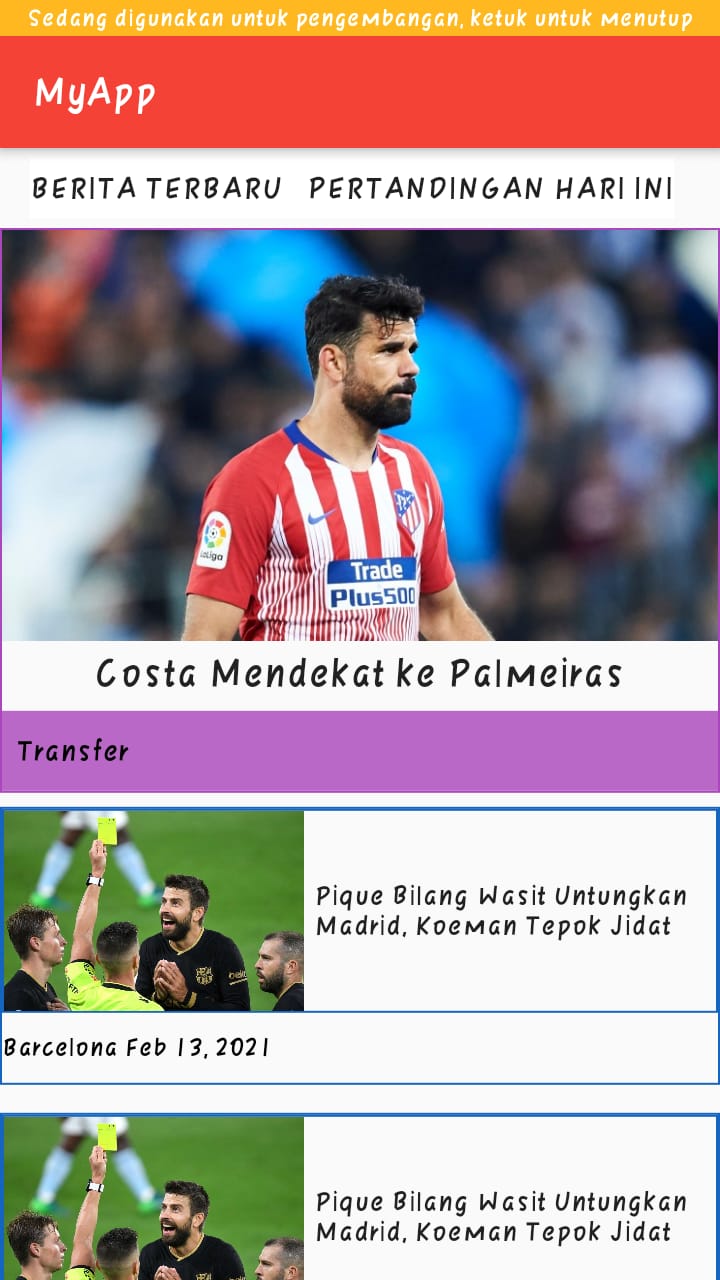 Sedang digunakan untuk pengembangan, ketuk untuk menutup
MyApp
BERITA TERBARU PERTANDINGAN HARI INI
LaLiga
Trade
Plus500
Costa Mendekat ke Palmeiras
Transfer
Pique Bilang Wasit Untungkan
Madrid, Koeman Tepok Jidat
Barcelona Feb 13, 2021
Pique Bilang Wasit Untungkan
Madrid, Koeman Tepok Jidat